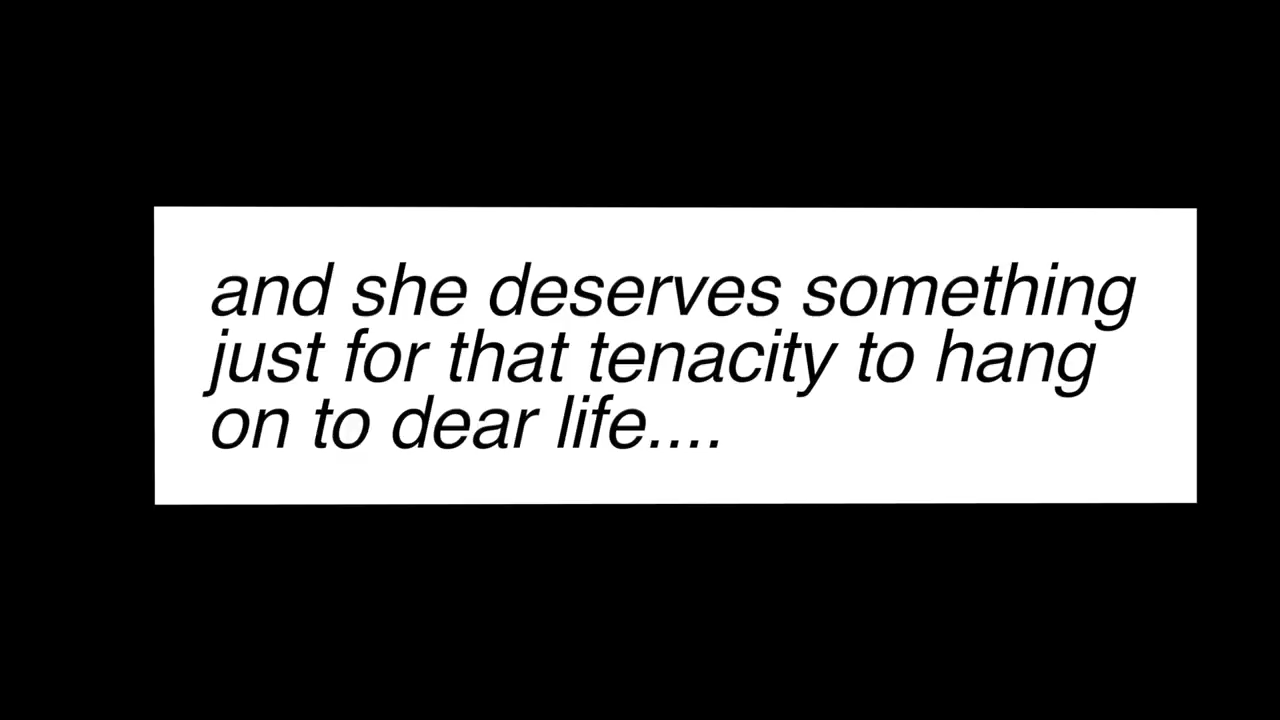 and she deserves something
just for that tenacity to hang
on to dear life....